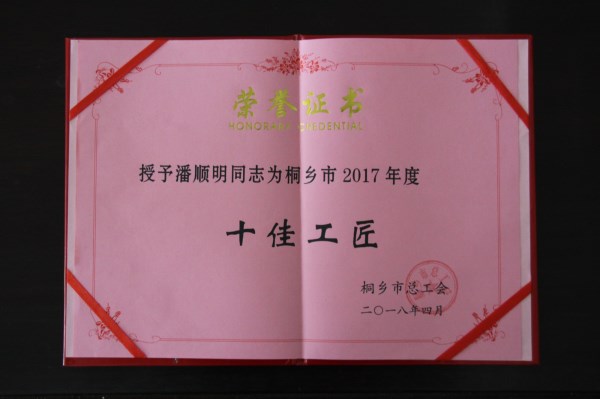 荣誉证书
HONORARY CREDENTIAL
授予潘顺明同志为桐乡市2017年度
十佳工匠
桐乡市总工会
二〇一八年四月